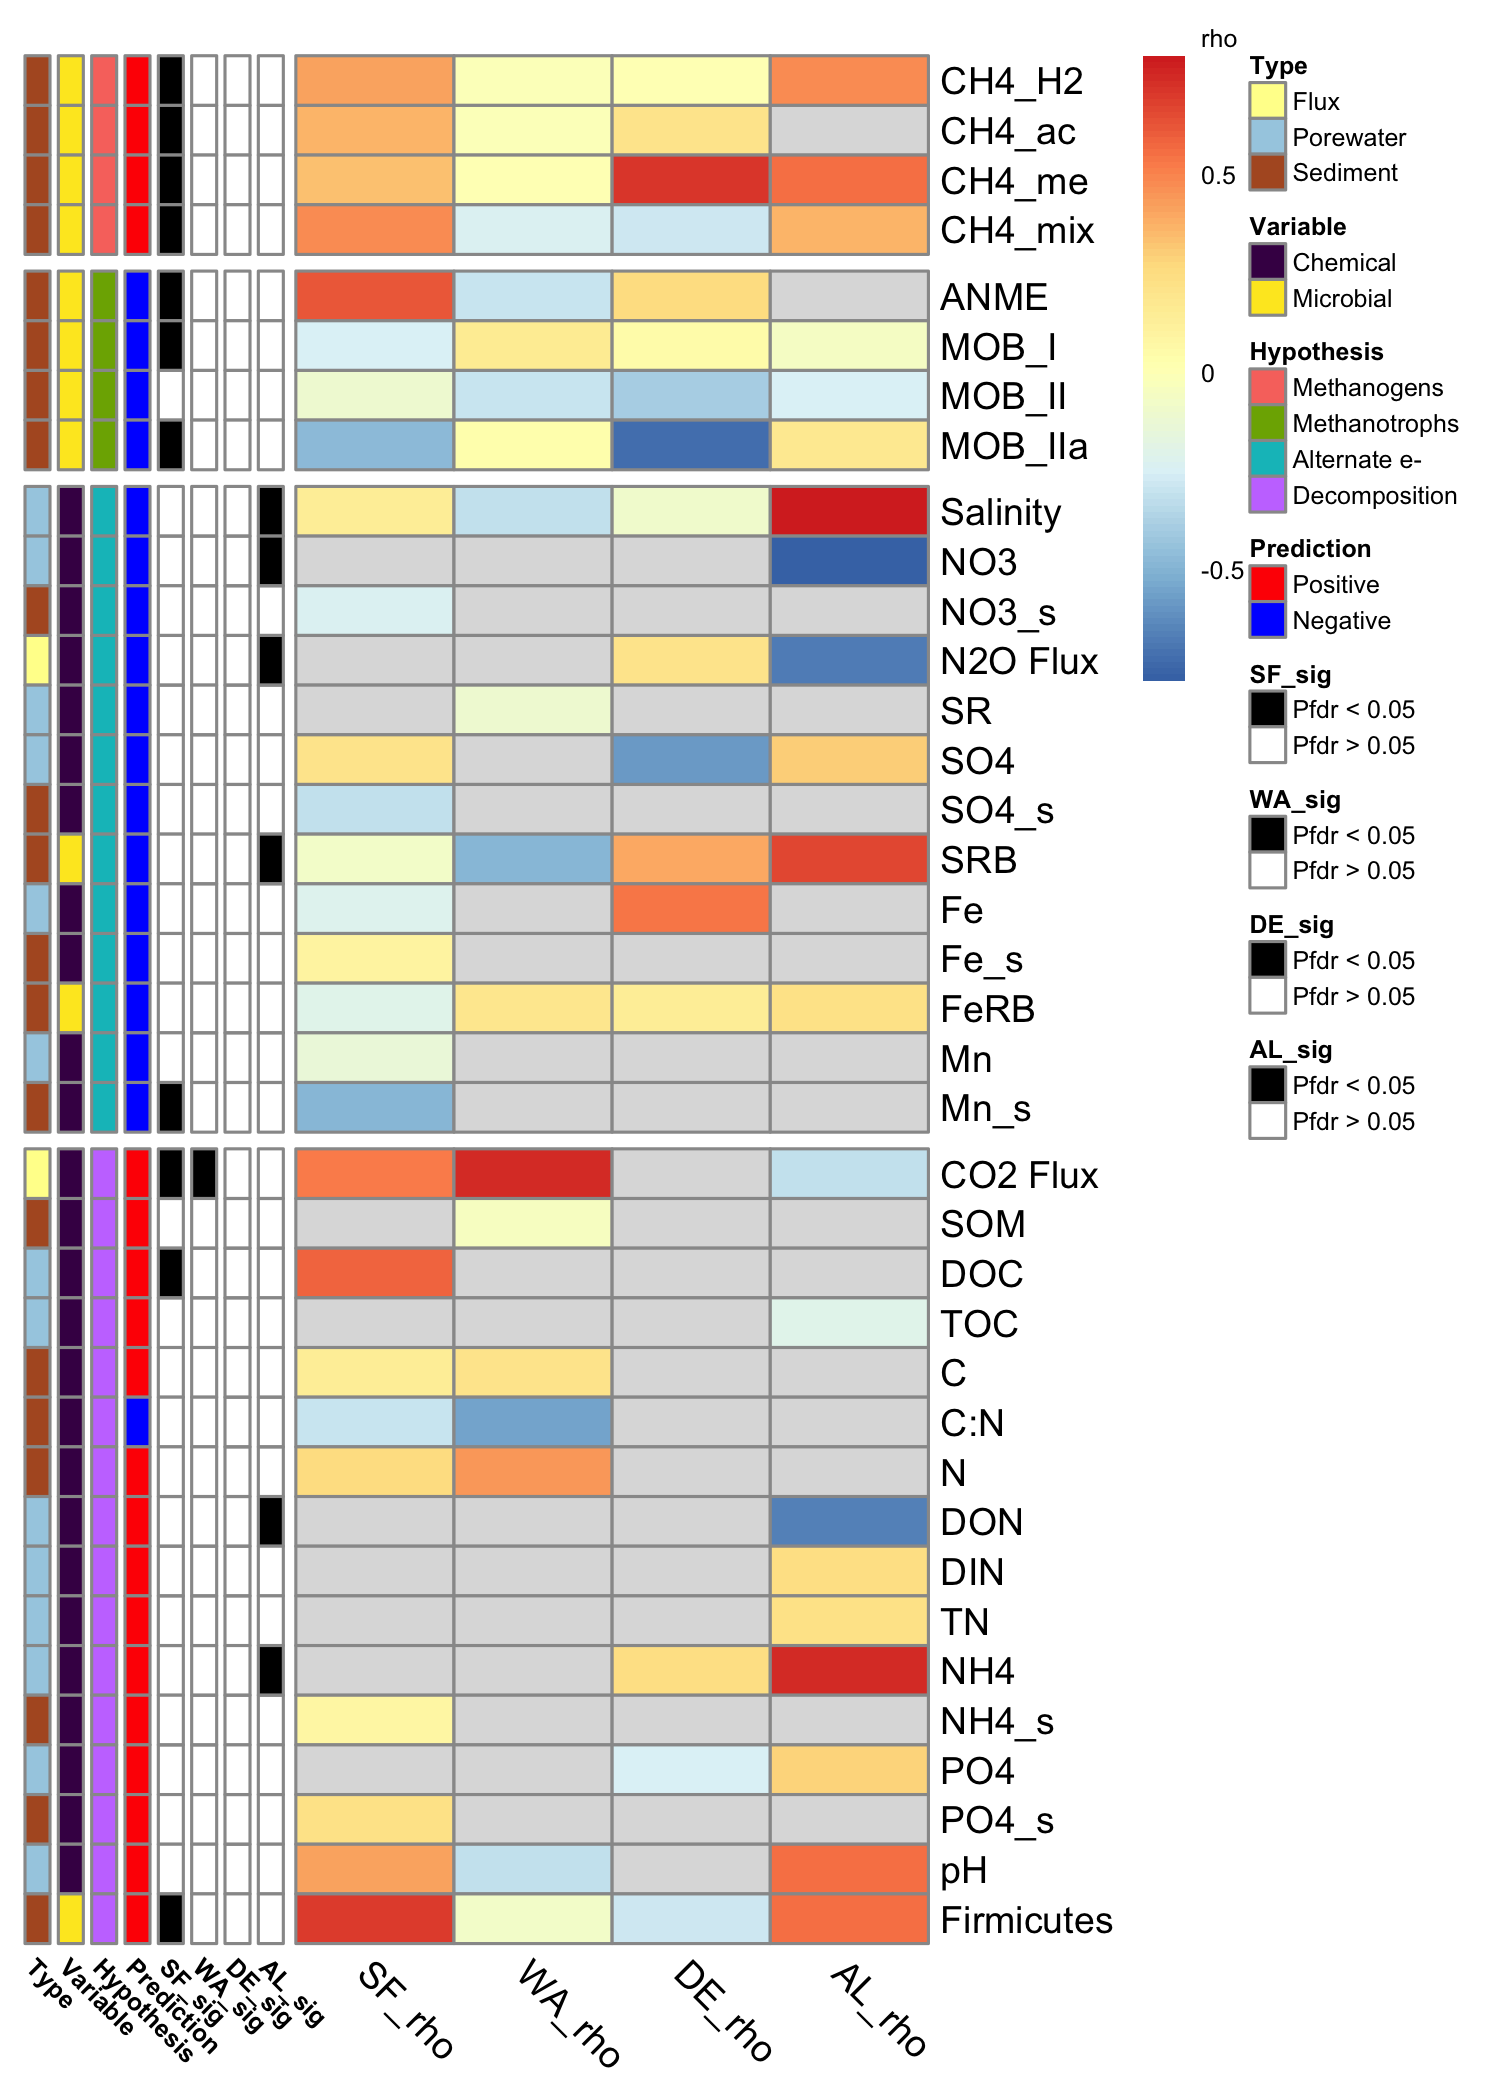 CH4_H2
CH4_ac
CH4_me
CH4_mix
ANME
MOB_I
MOB_II
MOB_IIa
Salinity
NO3
NO3_s
N2O Flux
SR
SO4
SO4_s
SRB
Fe
Fe_s
FeRB
Mn
Mn_s
CO2 Flux
SOM
DOC
TOC
C
C:N
N
DON
DIN
TN
NH4
NH4_s
PO4
PO4_s
pH
Firmicutes
Type
Variable
Hypothesis
Prediction
SF_sig
WA_sig
DE_sig
AL_sig
SF_rho
WA_rho
DE_rho
AL_rho
rho
0.5
0
-0.5
Type
Flux
Porewater
Sediment
Variable
Chemical
Microbial
Hypothesis
Methanogens
Methanotrophs
Alternate e-
Decomposition
Prediction
Positive
Negative
SF_sig
Pfdr < 0.05
Pfdr > 0.05
WA_sig
Pfdr < 0.05
Pfdr > 0.05
DE_sig
Pfdr < 0.05
Pfdr > 0.05
AL_sig
Pfdr < 0.05
Pfdr > 0.05